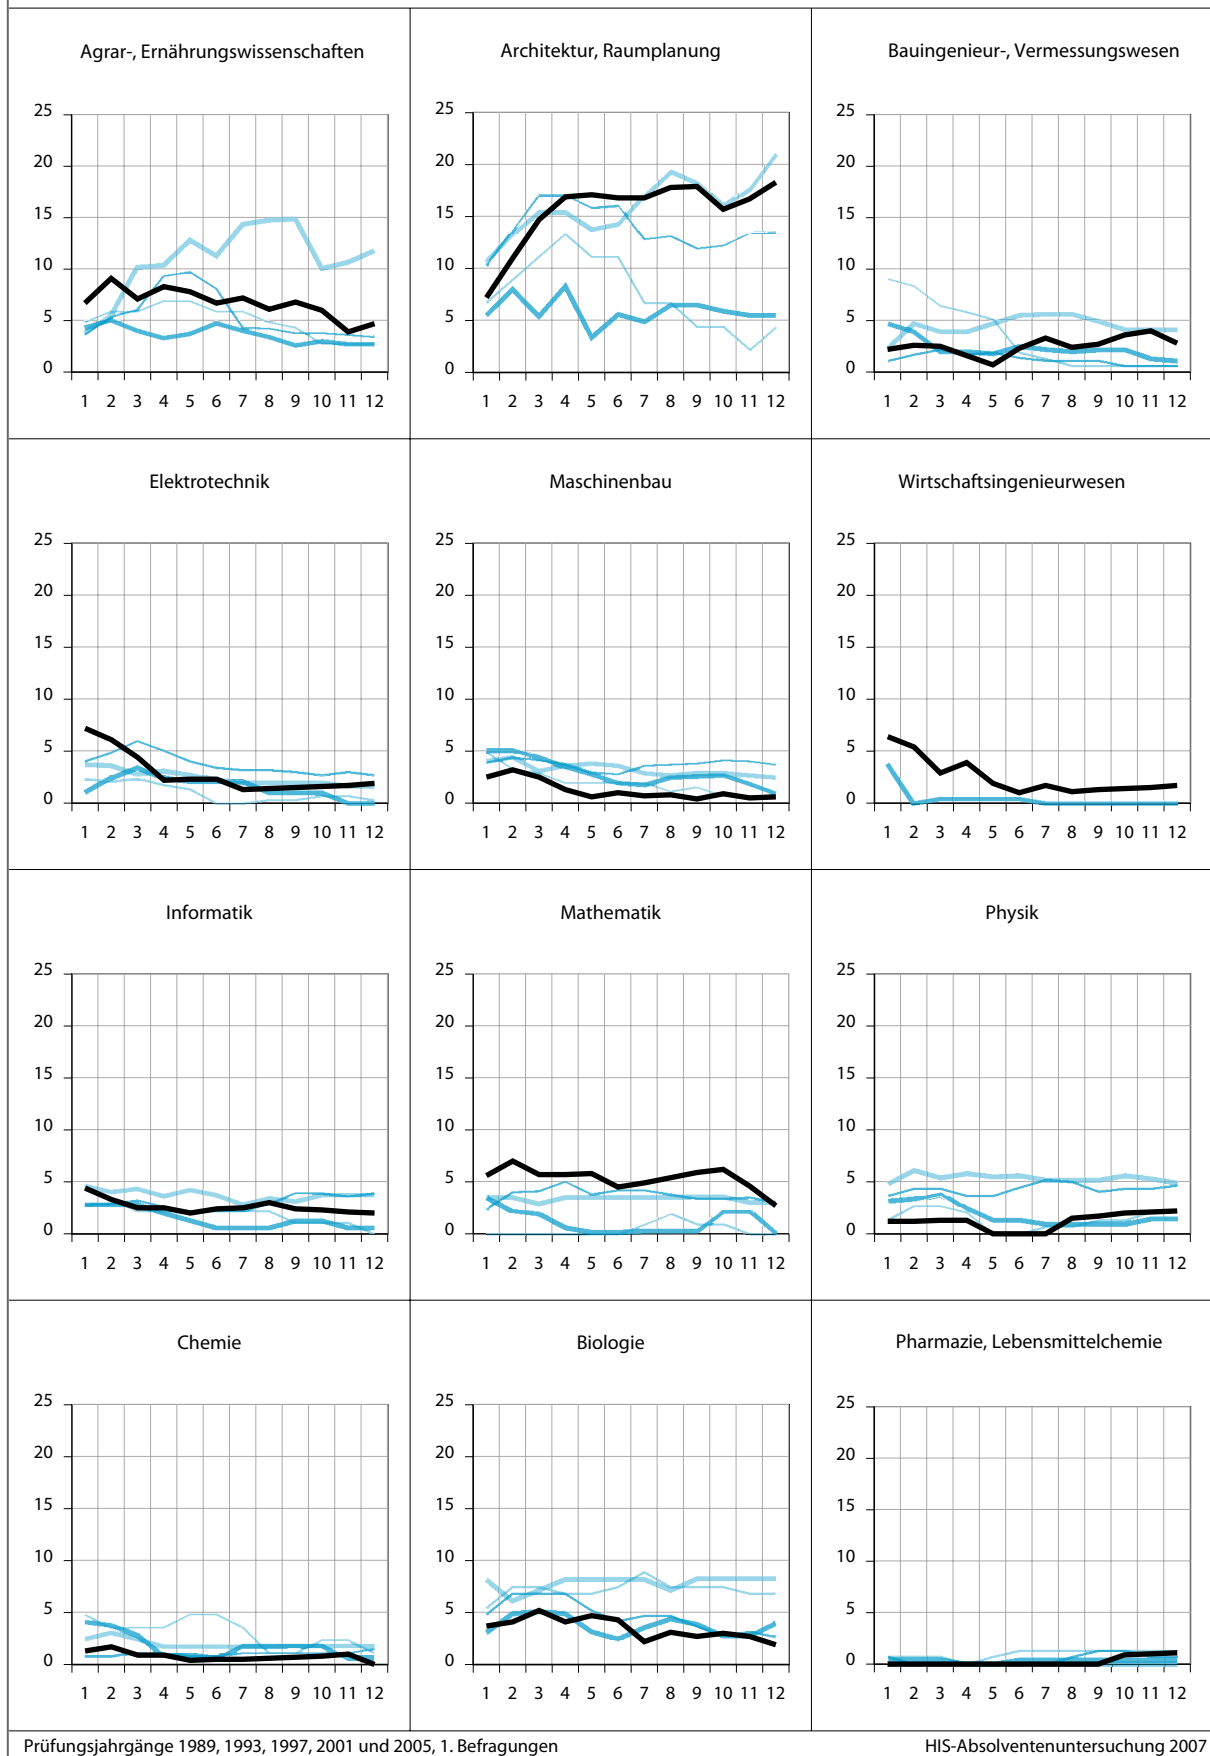 Agrar-, Ernährungswissenschaften
25
20
15
10
5
0
1 2 3 4 5 6 7 8 9 10 11 12
Architektur, Raumplanung
25
20
15
10
5
0
1 2 3 4 5 6 7 8 9 10 11 12
Bauingenieur-, Vermessungswesen
25
20
15
10
5
0
1 2 3 4 5 6 7 8 9 10 11 12
Elektrotechnik
25
20
15
10
5
0
1 2 3 4 5 6 7 8 9 10 11 12
Maschinenbau
25
20
15
10
5
0
1 2 3 4 5 6 7 8 9 10 11 12
Wirtschaftsingenieurwesen
25
20
15
10
5
0
1 2 3 4 5 6 7 8 9 10 11 12
Informatik
25
20
15
10
5
0
1 2 3 4 5 6 7 8 9 10 11 12
Mathematik
25
20
15
10
5
0
1 2 3 4 5 6 7 8 9 10 11 12
Physik
25
20
15
10
5
0
1 2 3 4 5 6 7 8 9 10 11 12
Chemie
25
20
15
10
5
0
1 2 3 4 5 6 7 8 9 10 11 12
Biologie
25
20
15
10
5
0
1 2 3 4 5 6 7 8 9 10 11 12
Pharmazie, Lebensmittelchemie
25
20
15
10
5
0
1 2 3 4 5 6 7 8 9 10 11 12
Prüfungsjahrgänge 1989, 1993, 1997, 2001 und 2005, 1. Befragungen
HIS-Absolventenuntersuchung 2007